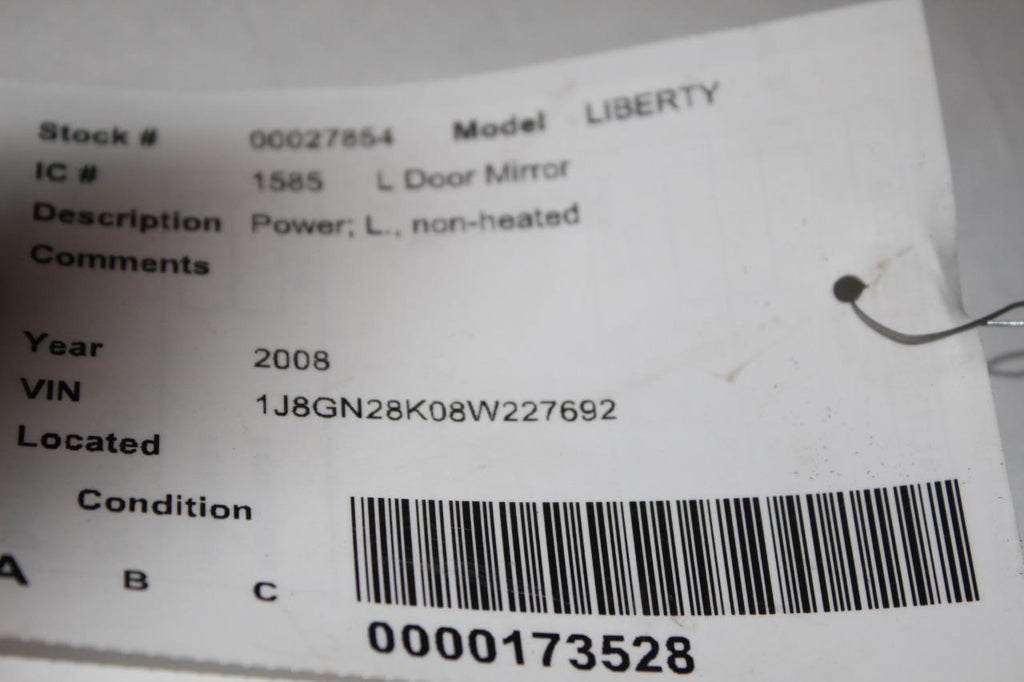 Stock # 00027854 Model LIBERTY
IC # 1585 L Door Mirror
Description Power; L., non-heated
Comments
Year 2008
VIN 1J8GN28K08W227692
Located
Condition
A B C
0000173528